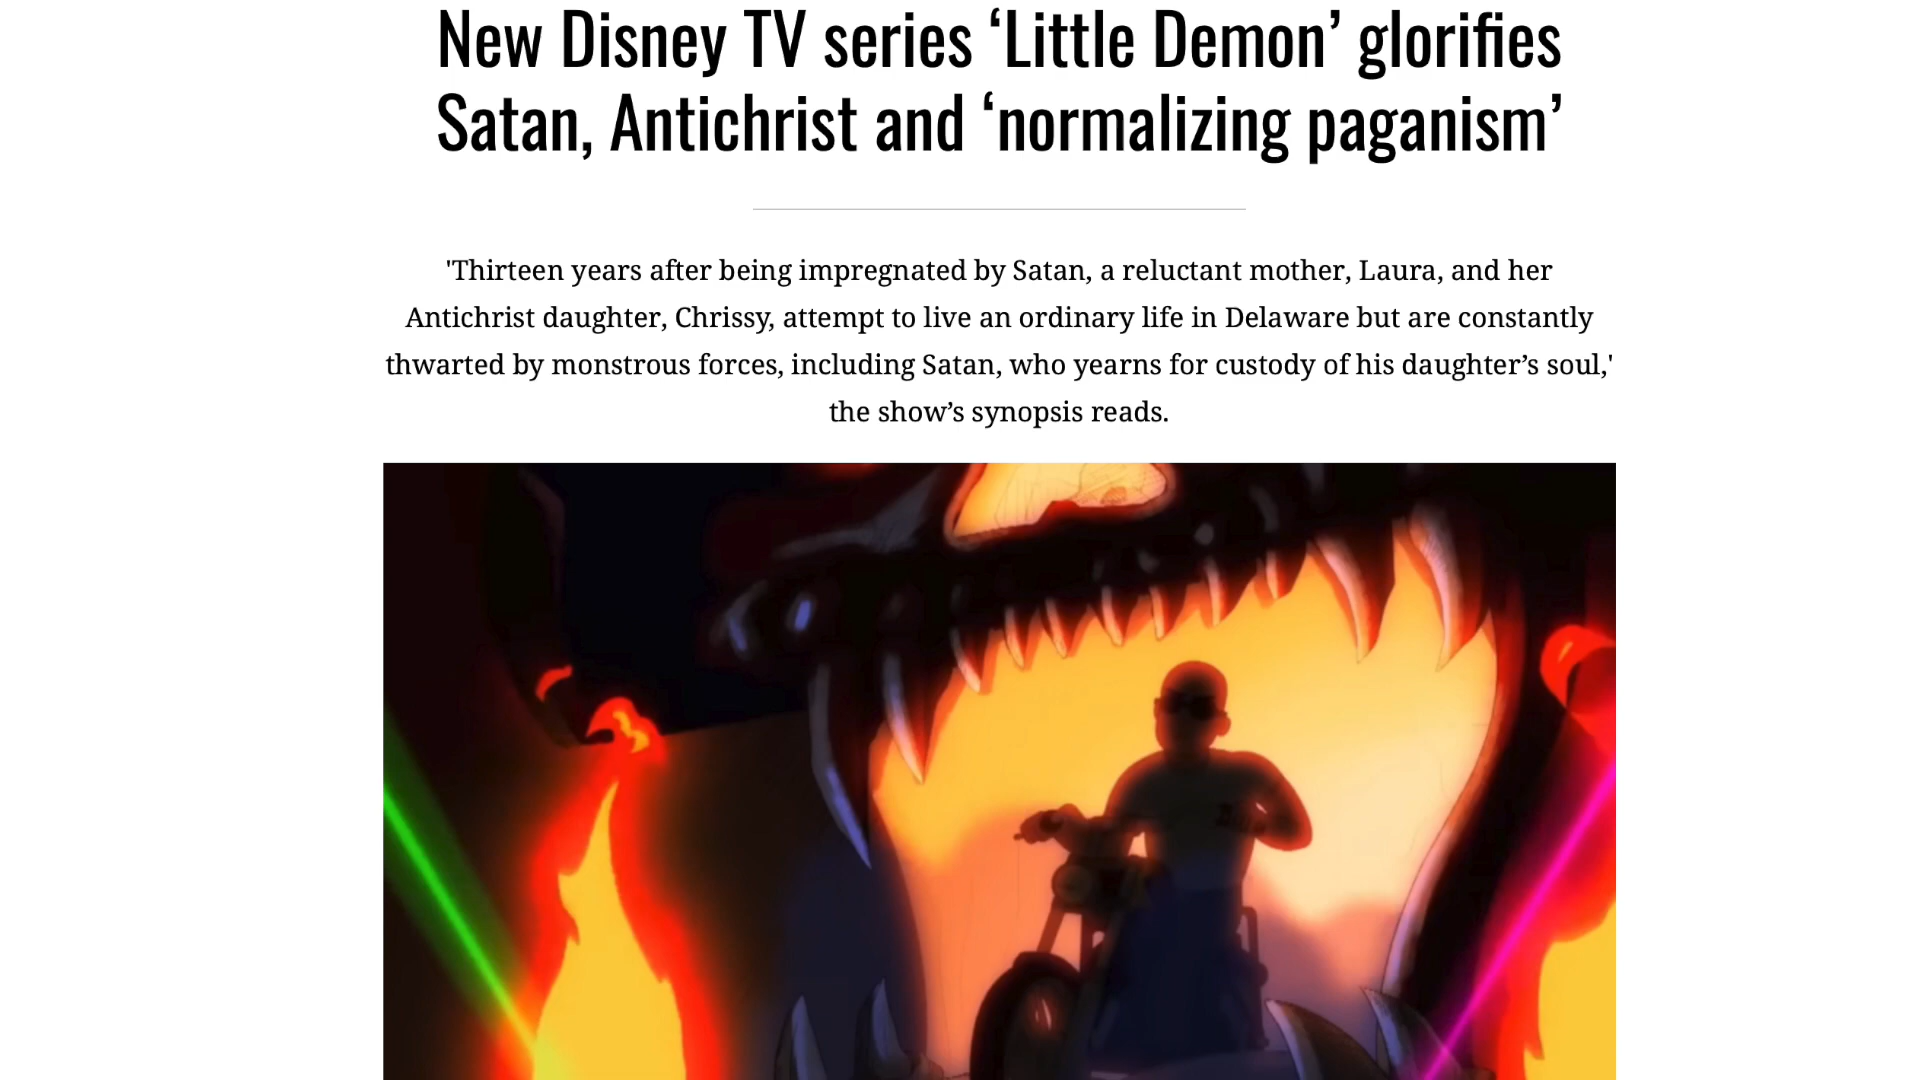 New Disney TV series ‘Little Demon’ glorifies
Satan, Antichrist and ‘normalizing paganism’
'Thirteen years after being impregnated by Satan, a reluctant mother, Laura, and her
Antichrist daughter, Chrissy, attempt to live an ordinary life in Delaware but are constantly
thwarted by monstrous forces, including Satan, who yearns for custody of his daughter’s soul,'
the show’s synopsis reads.